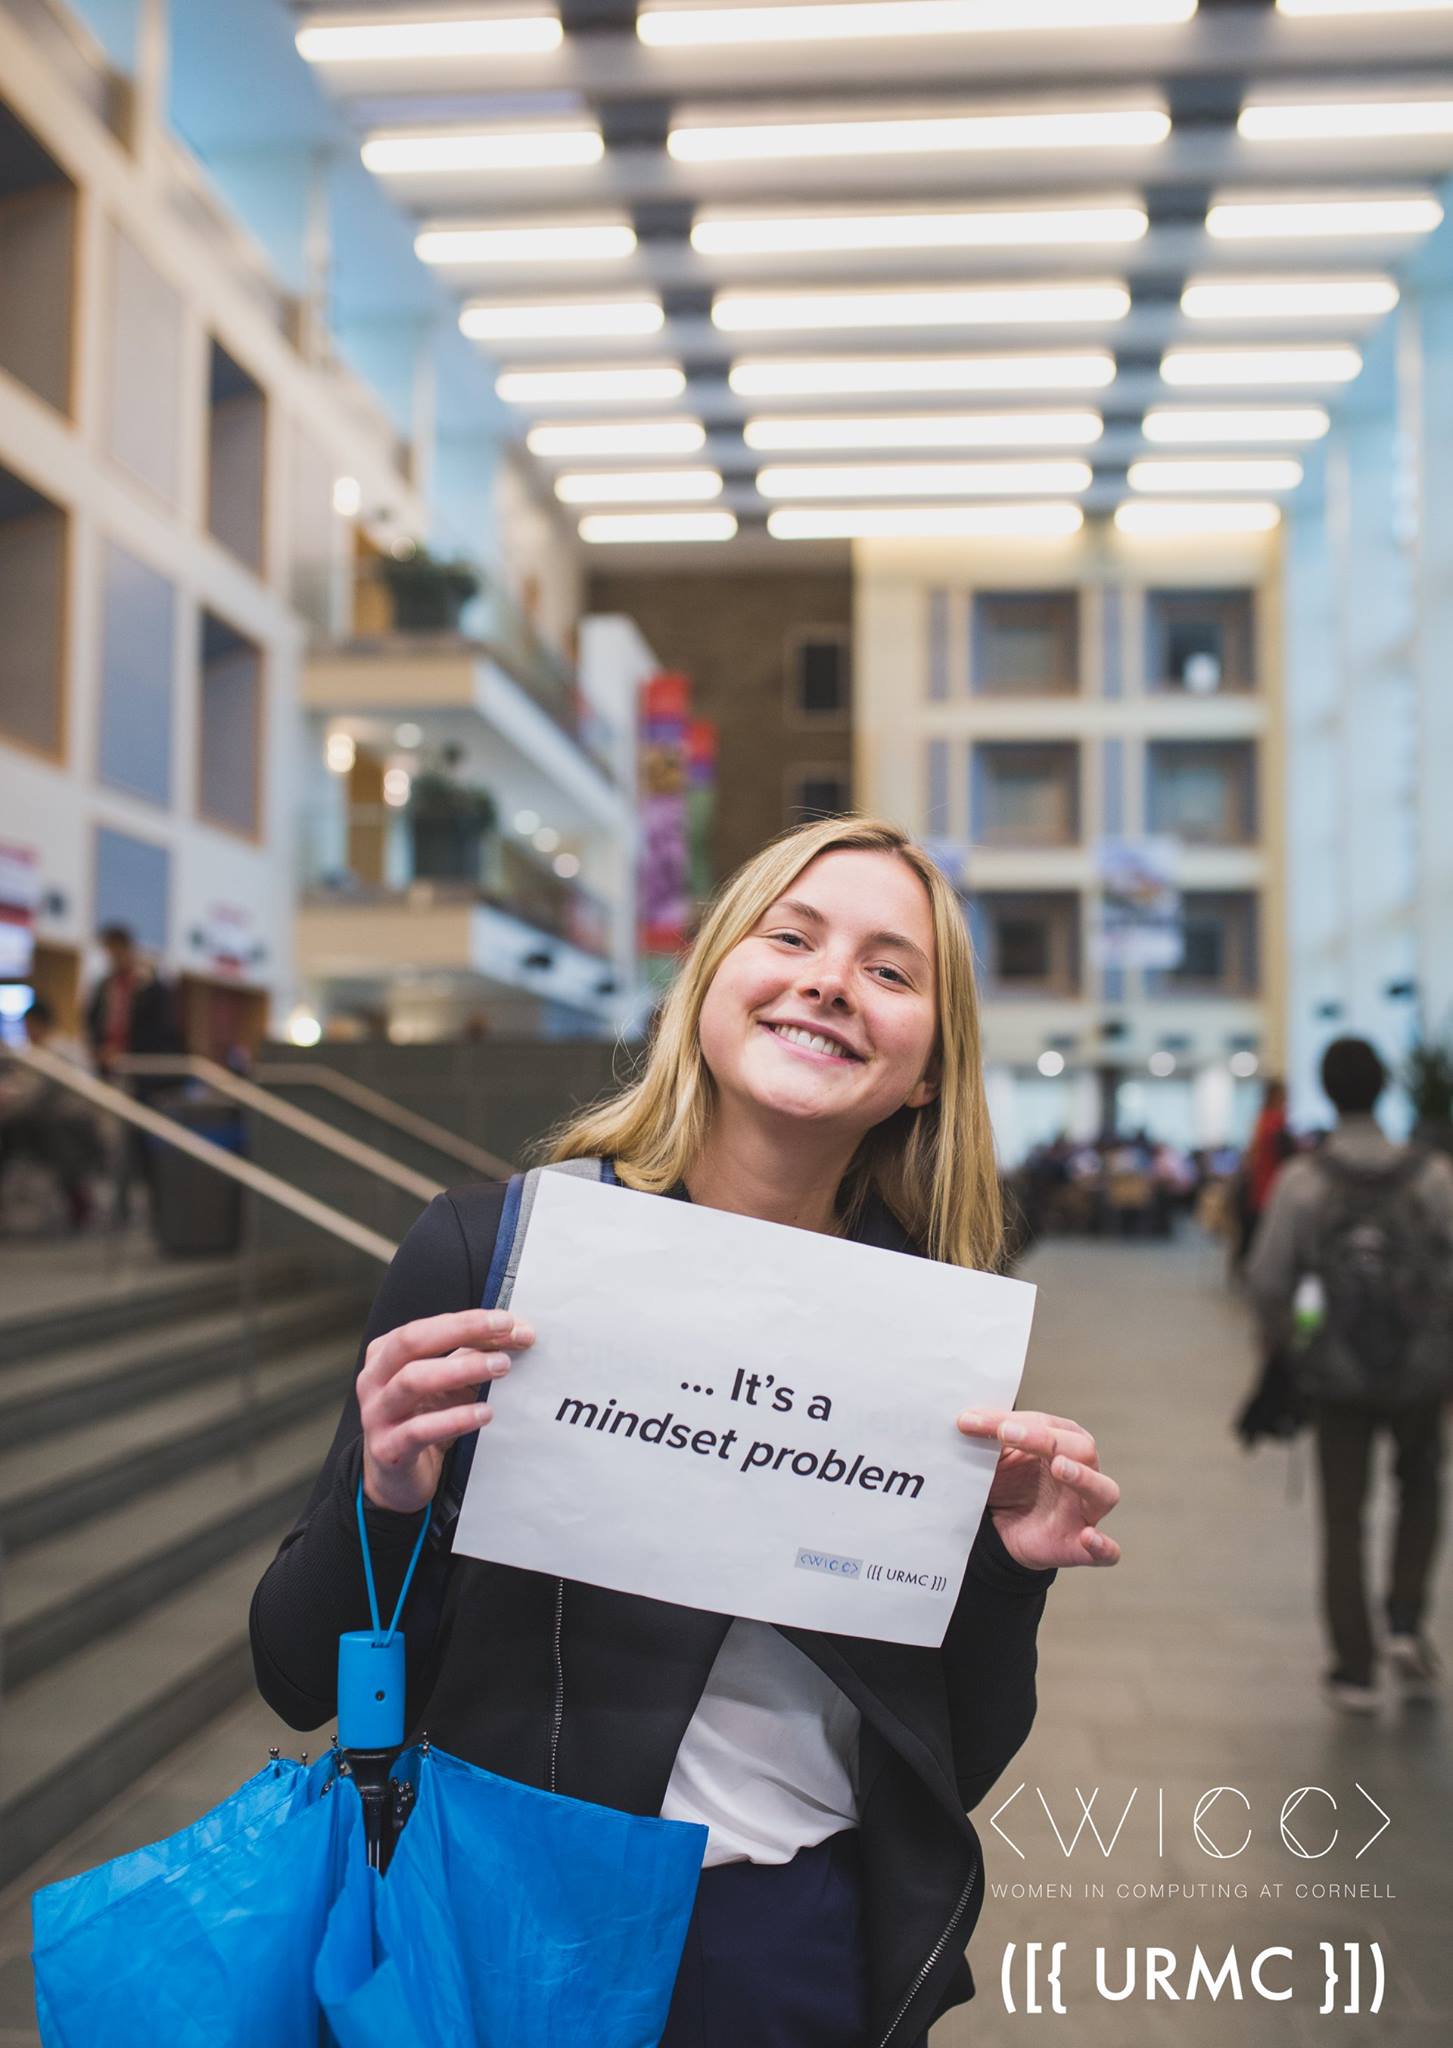 ... It's a
mindset problem
<WICC> ([{ URMC }])
<WICC>
WOMEN IN COMPUTING AT CORNELL
([{ URMC }])